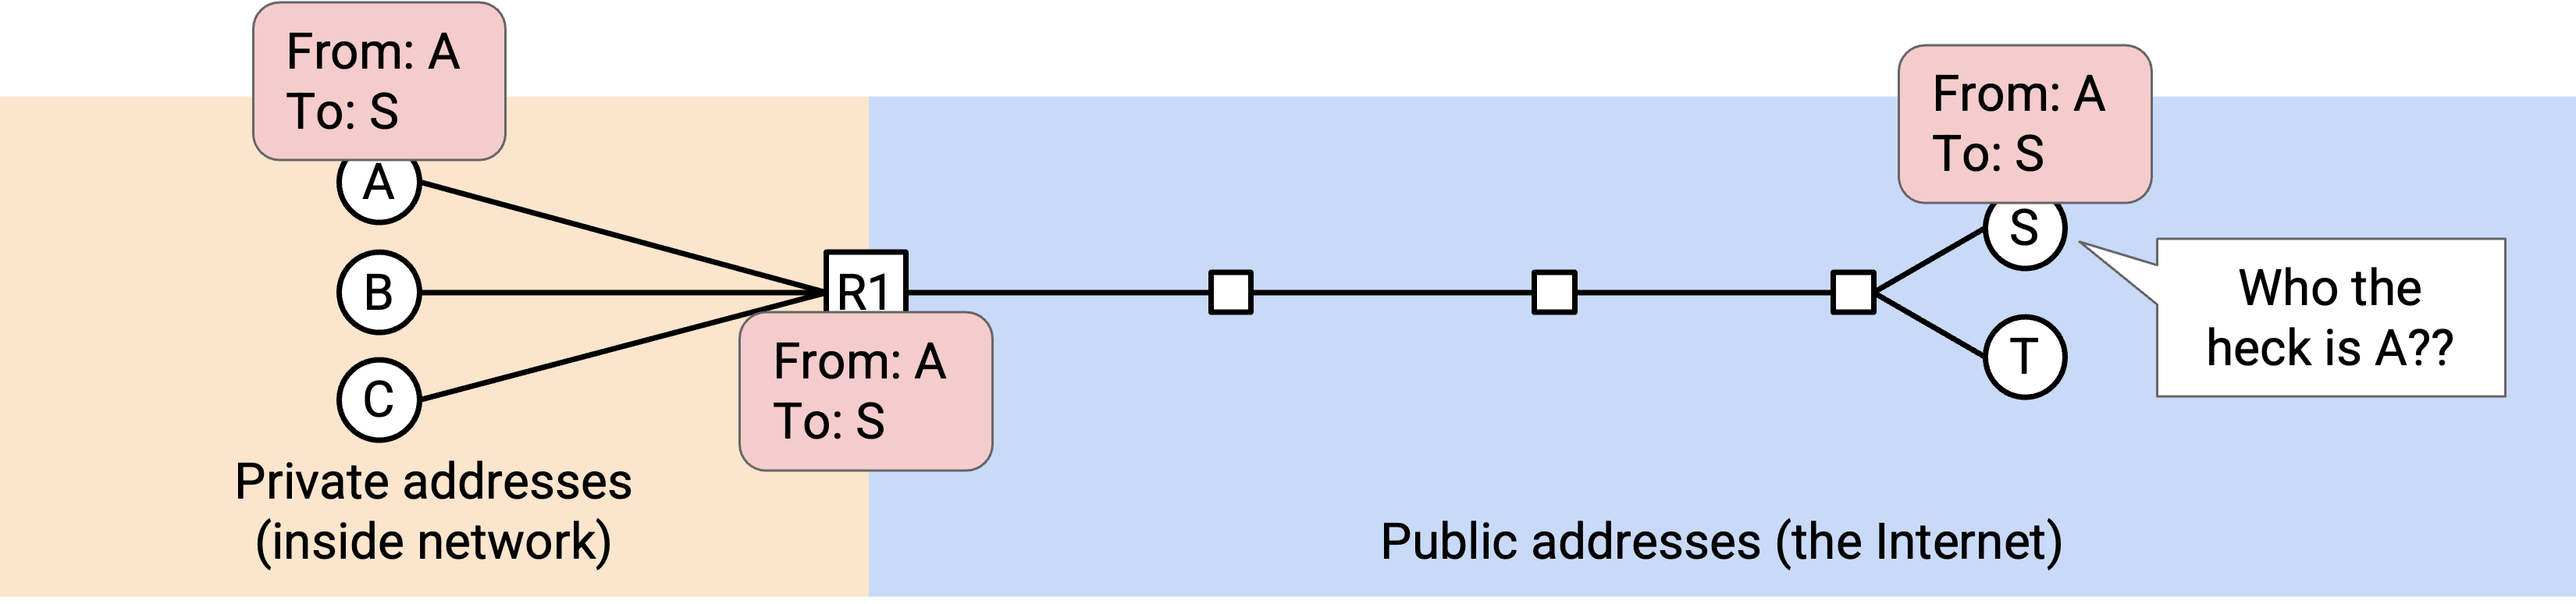 From: A
To: S
A
B
C
R1
From: A
To: S
Private addresses
(inside network)
From: A
To: S
S
T
Who the
heck is A??
Public addresses (the Internet)